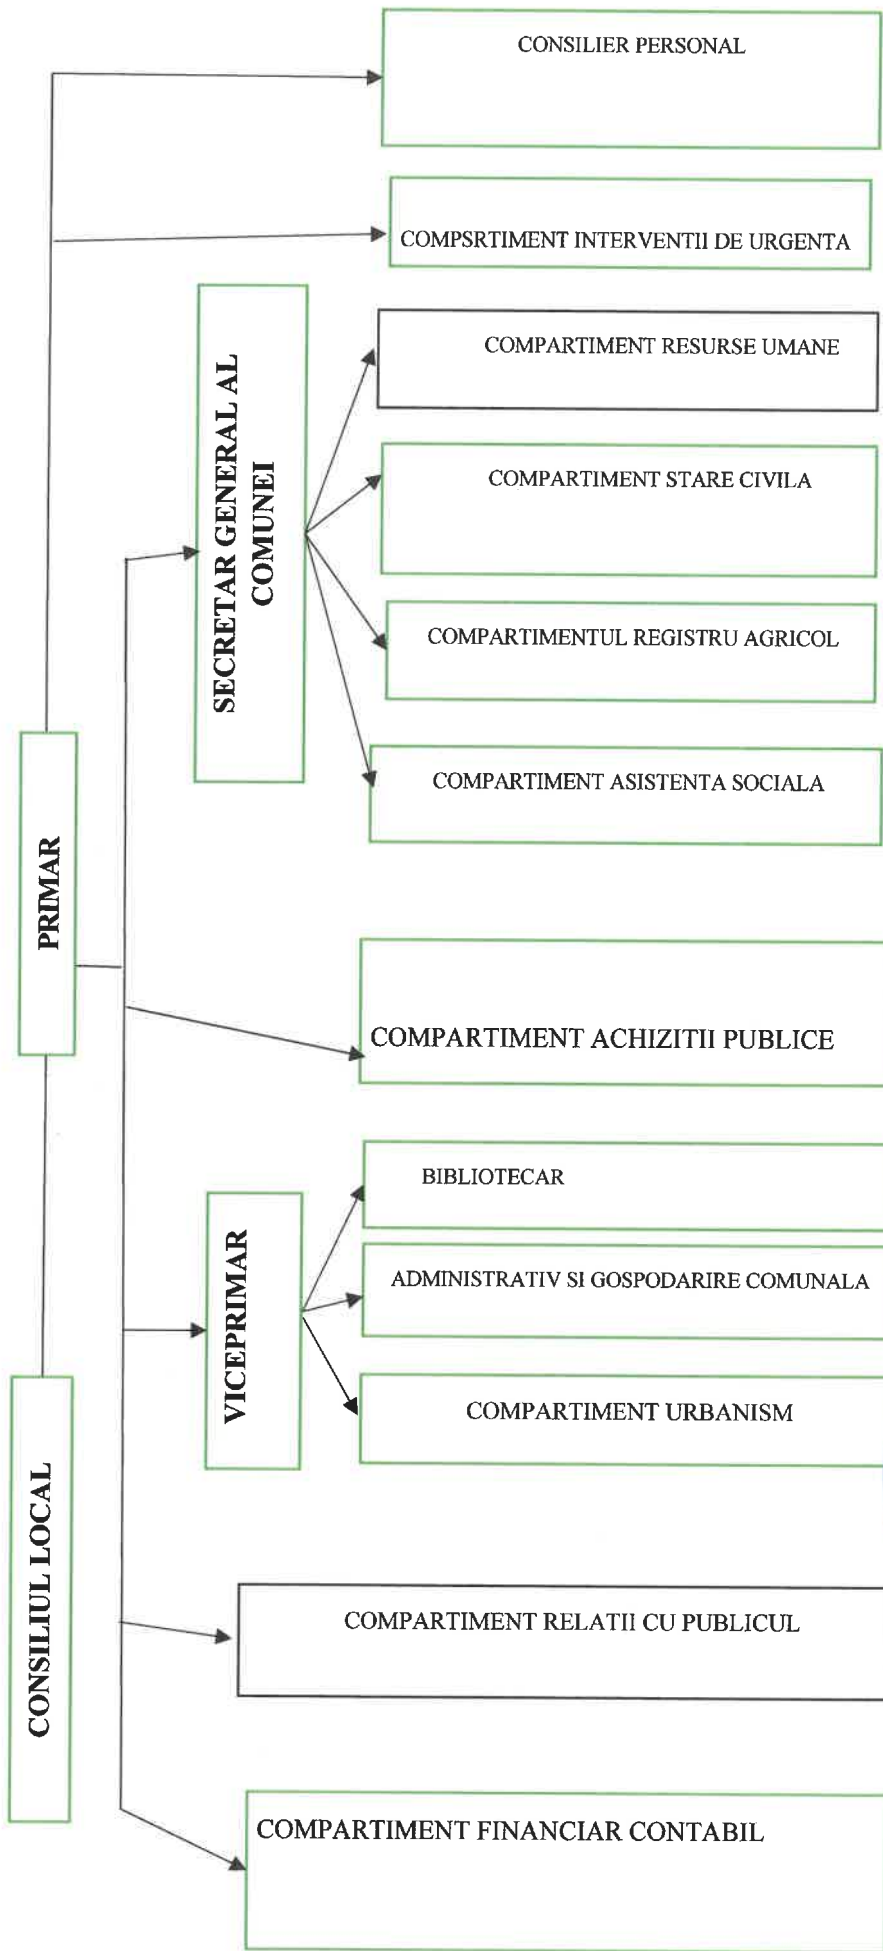 CONSILIER PERSONAL
COMPSRTIMENT INTERVENTII DE URGENTA
SECRETAR GENERAL AL
COMUNEI
COMPARTIMENT RESURSE UMANE
COMPARTIMENT STARE CIVILA
COMPARTIMENTUL REGISTRU AGRICOL
COMPARTIMENT ASISTENTA SOCIALA
PRIMAR
COMPARTIMENT ACHIZITII PUBLICE
VICEPRIMAR
BIBLIOTECAR
ADMINISTRATIV SI GOSPODARIRE COMUNALA
COMPARTIMENT URBANISM
CONSILIUL LOCAL
COMPARTIMENT RELATII CU PUBLICUL
COMPARTIMENT FINANCIAR CONTABIL